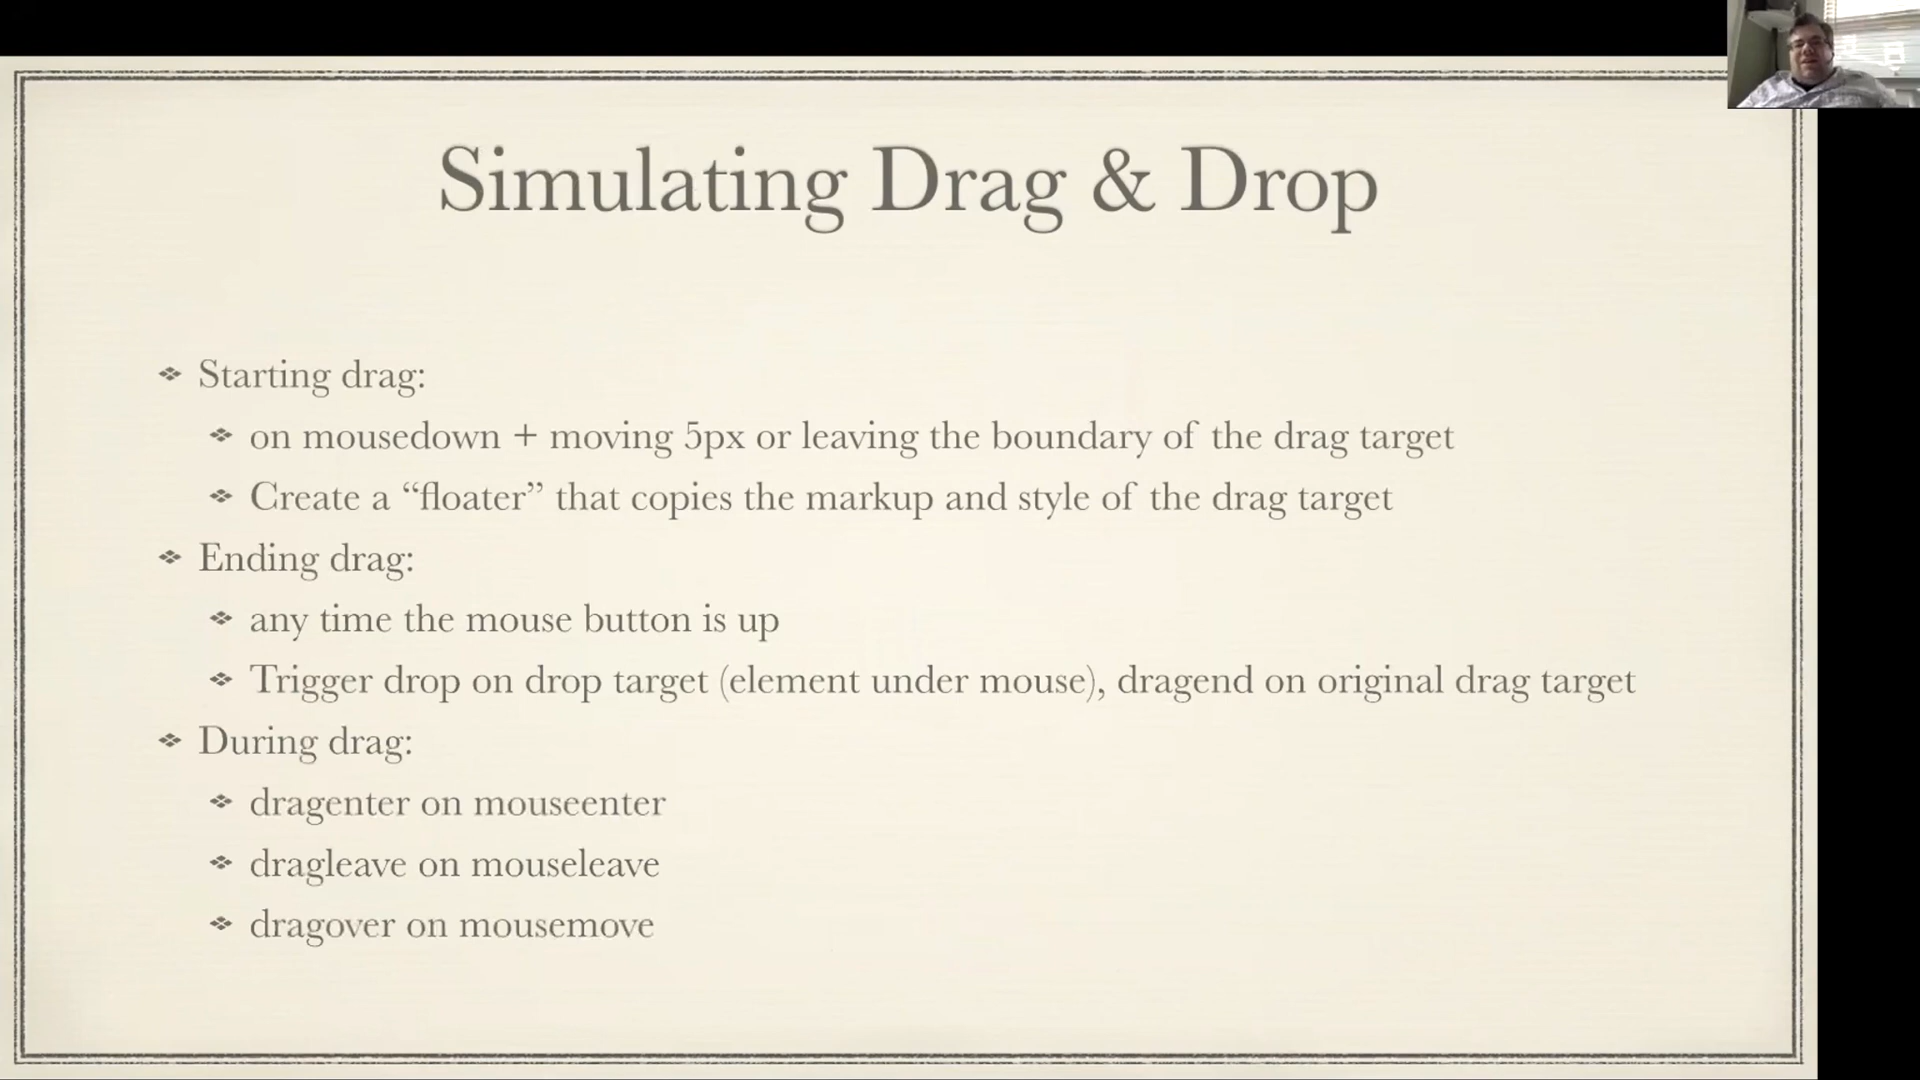 Simulating Drag & Drop
Starting drag:
on mousedown + moving 5px or leaving the boundary of the drag target
Create a “floater” that copies the markup and style of the drag target
Ending drag:
any time the mouse button is up
Trigger drop on drop target (element under mouse), dragend on original drag target
During drag:
dragenter on mouseenter
dragleave on mouseleave
dragover on mousemove